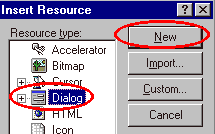 Insert Resource
Resource type:
Accelerator
Bitmap
Cursor
Dialog
HTML
Icon
New
Import...
Custom...
Cancel